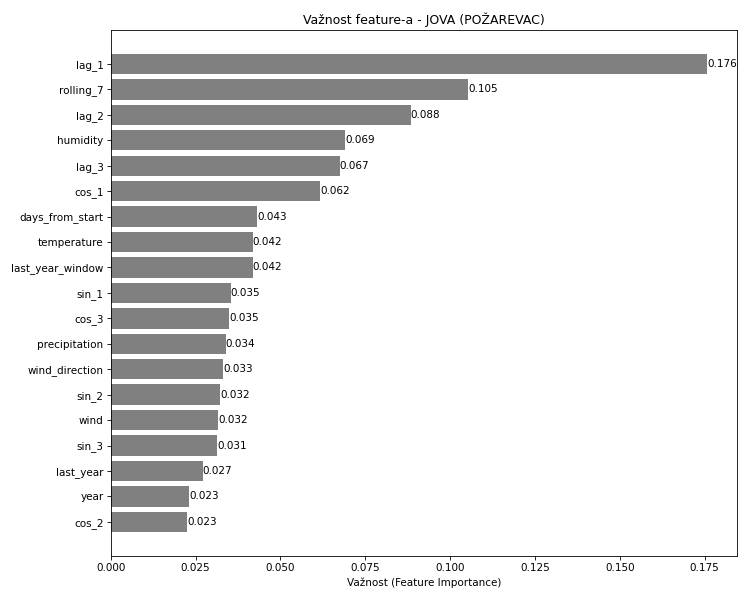 Važnost feature-a - JOVA (POŽAREVAC)
lag_1 0.176
rolling_7 0.105
lag_2 0.088
humidity 0.069
lag_3 0.067
cos_1 0.062
days_from_start 0.043
temperature 0.042
last_year_window 0.042
sin_1 0.035
cos_3 0.035
precipitation 0.034
wind_direction 0.033
sin_2 0.032
wind 0.032
sin_3 0.031
last_year 0.027
year 0.023
cos_2 0.023
0.000 0.025 0.050 0.075 0.100 0.125 0.150 0.175
Važnost (Feature Importance)